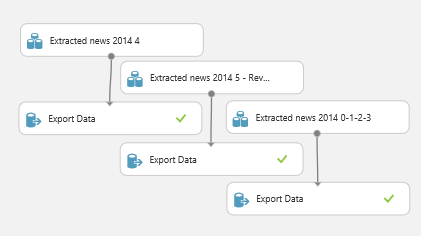 Extracted news 2014 4
Extracted news 2014 5 - Rev...
Export Data
Extracted news 2014 0-1-2-3
Export Data
Export Data